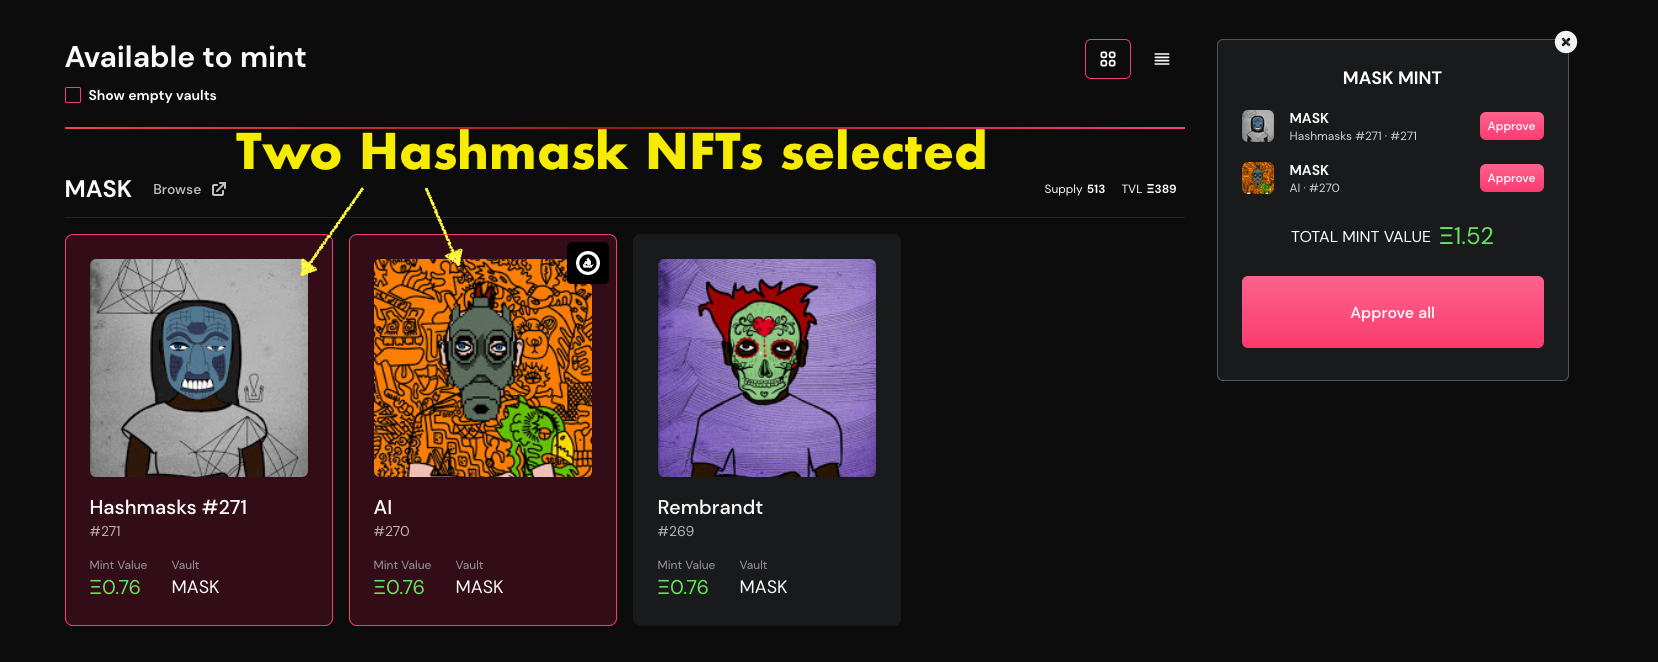 Available to mint
Show empty vaults
Two Hashmask NFTs selected
MASK Browse Supply 513 TVL Ξ389
Hashmasks #271
#271
Mint Value Vault
Ξ0.76 MASK
AI
#270
Mint Value Vault
Ξ0.76 MASK
Rembrandt
#269
Mint Value Vault
Ξ0.76 MASK
MASK MINT
MASK
Hashmasks #271 · #271
Approve
MASK
AI · #270
Approve
TOTAL MINT VALUE Ξ1.52
Approve all